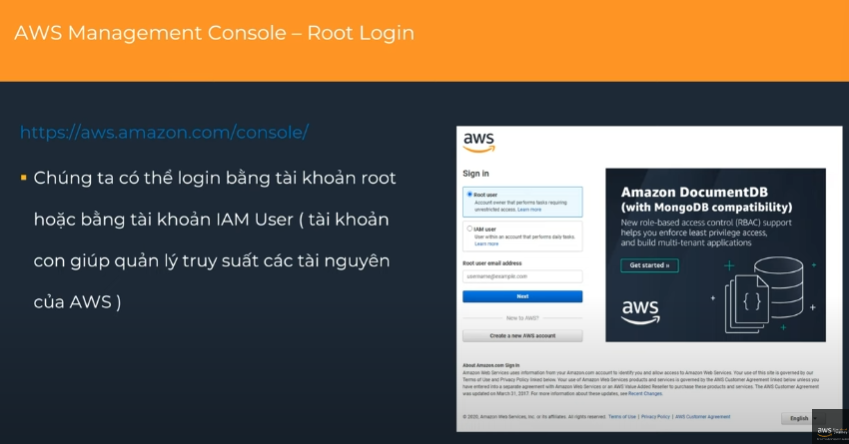 AWS Management Console – Root Login
https://aws.amazon.com/console/
▪ Chúng ta có thể login bằng tài khoản root
hoặc bằng tài khoản IAM User ( tài khoản
con giúp quản lý truy suất các tài nguyên
của AWS )
aws
Sign in
Root user
Account owner that performs tasks requiring
unrestricted access. Learn more
IAM user
User within an account that performs daily tasks.
Learn more
Root user email address
username@example.com
Next
New to AWS?
Create a new AWS account
Amazon DocumentDB
(with MongoDB compatibility)
New role-based access control (RBAC) support
helps you enforce least privilege access,
and build multi-tenant applications
Get started »
aws
About Amazon.com Sign In
Amazon Web Services uses information from your Amazon.com account to identify you and allow access to Amazon Web Services. Your use of this site is governed by our
Terms of Use and Privacy Policy linked below. Your use of Amazon Web Services products and services is governed by the AWS Customer Agreement linked below unless you
have entered into a separate agreement with Amazon Web Services or an AWS Value Added Reseller to purchase these products and services. The AWS Customer Agreement
was updated on March 31, 2017. For more information about these updates, see Recent Changes.
© 2020, Amazon Web Services, Inc. or its affiliates. All rights reserved. Terms of Use | Privacy Policy | AWS Customer Agreement
English
aws